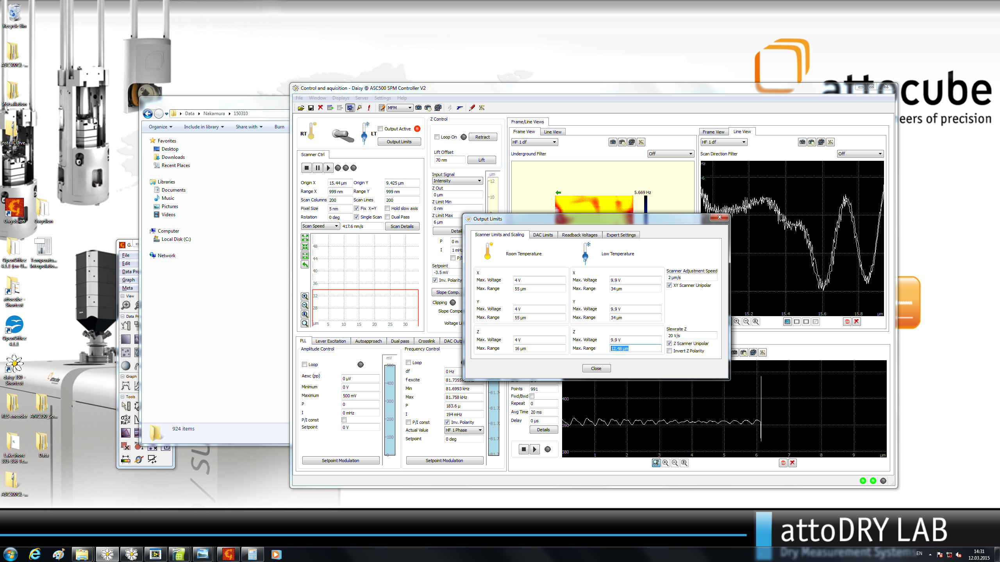 Recycle Bin
ASC500CL-...
Instsallation
InstallCurve...
Gwyddion
Gwydion
OpenOffice 4.1.1 (en-U...
Temperatu... Interpolatio...
attocube - Shortcut
OpenOffice 4.1.1
daisy 350 - Shortcut
RES encoder
ANC350_So...
Lakeshore 335-336 Te...
Data
ASC500CL-...
attocube
eers of precision
Data
Nakamura
150310
Organize
Include in library
Share with
Burn
Favorites
Desktop
Downloads
Recent Places
Libraries
Documents
Music
Pictures
Videos
Computer
Local Disk (C:)
Network
924 items
G.
File
Edit
Data Pro
Graph
Meta
View
Data Pr
Graph
Tools
Control and aquisition - Daisy @ ASC500 SPM Controller V2
File Window Displays Server Settings Help
MFM
RT
LT
Output Active
Output Limits
Scanner Ctrl
Origin X 15.44 µm Origin Y 9.425 µm
Range X 999 nm Range Y 999 nm
Scan Columns 200 Scan Lines 200
Pixel Size 5 nm Fix X=Y Hold slow axis
Rotation 0 deg Single Scan Dual Pass
Scan Speed 417.6 nm/s Scan Details
48
44
40
36
32
28
µm 5 10 15 20 25 30
Z Control
Loop On Retract
Lift Offset
70 nm Lift
Input Signal
Intensity
Z Out
0 µm
Z Limit Min
0 nm
Z Limit Max
6 µm
Detail
P 0 m
I 1 mHz
P/I
Setpoint
-3.5 mV
Inv. Polarity
Slope Comp.
Clipping
Slope Compe
Voltage Li
µm
12
10
Frame/Line Views
Frame View Line View
HF 1 df
Underground Filter Off
5.669 Hz
Frame View Line View
HF 1 df
Scan Direction Filter Off
Hz
-6
15.2 15.4 15.6 15.8 µm
Output Limits
Scanner Limits and Scaling DAC Limits Readback Voltages Expert Settings
Room Temperature
Low Temperature
X X
Max. Voltage 4 V Max. Voltage 9.9 V
Max. Range 55 µm Max. Range 34 µm
Y Y
Max. Voltage 4 V Max. Voltage 9.9 V
Max. Range 55 µm Max. Range 34 µm
Z Z
Max. Voltage 4 V Max. Voltage 9.9 V
Max. Range 16 µm Max. Range 12.48 µm
Scanner Adjustment Speed
2 µm/s
XY Scanner Unipolar
Slewrate Z
20 V/s
Z Scanner Unipolar
Invert Z Polarity
Close
PLL Lever Excitation Autoapproach Dual pass Crosslink DAC Outp
Amplitude Control
Loop
Aexc (pp) 0 µV
Minimum 0 V
Maximum 500 mV
P 0
I 0 mHz
P/I const
Setpoint 0 V
Setpoint Modulation
mV
500
400
300
200
100
0
Frequency Control
Loop
df 0 Hz
f excite
Min 81.6993 kHz
Max 81.758 kHz
P 183.6 µ
I 194 mHz
P/I const Inv. Polarity
Actual Value HF 1 Phase
Setpoint 0 deg
Setpoint Modulation
81.7
81.7
81.7
81.7
Points 991
Fwd/Bwd
Repeat 0
Avg Time 20 ms
Delay 0 µs
Details
400
390
380
1 2 3 4 5 6 7 8 9 µm
attoDRY LAB
Dry Measurement Systems
EN
14:31
12.03.2015